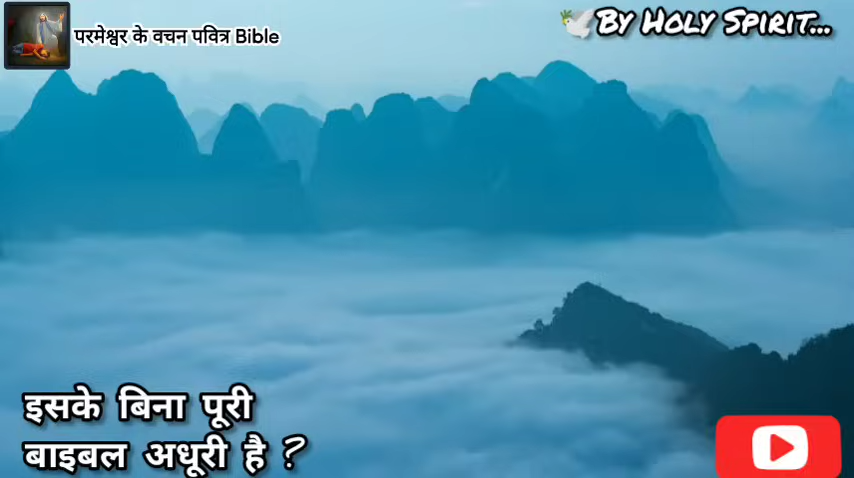 परमेश्वर के वचन पवित्र Bible
By Holy Spirit...
इसके बिना पूरी
बाइबल अधूरी है ?